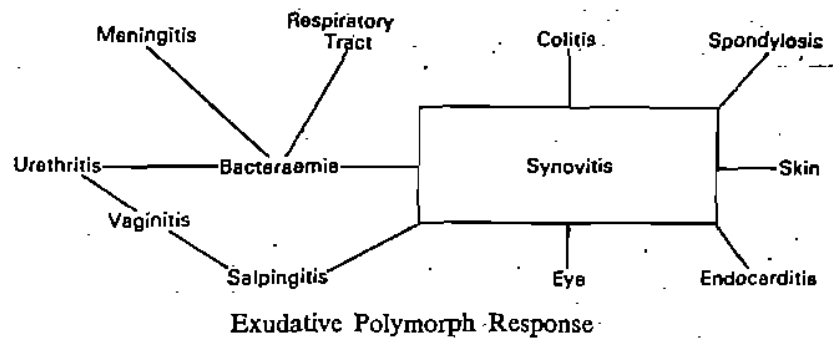 Meningitis
Respiratory
Tract
Colitis
Spondylosis
Urethritis
Bacteraemia
Synovitis
Skin
Vaginitis
Salpingitis
Eye
Endocarditis
Exudative Polymorph Response